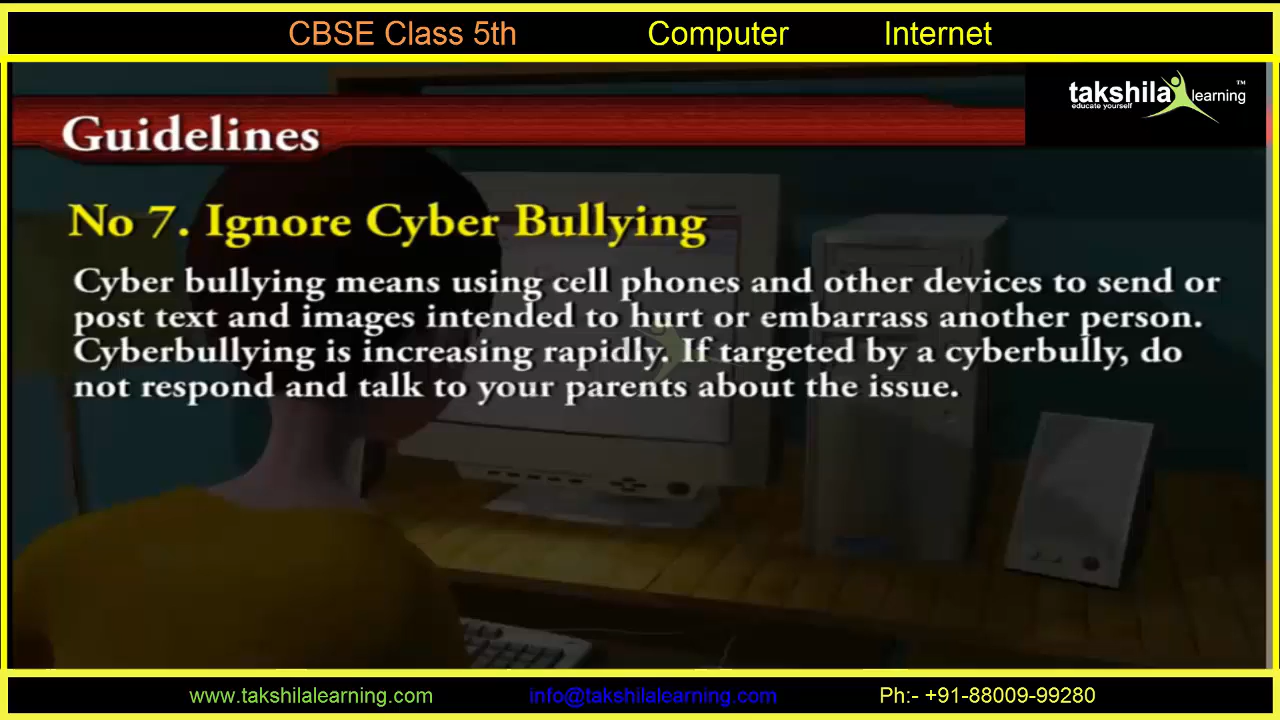 CBSE Class 5th Computer Internet
takshila learning ™
educate yourself
Guidelines
No 7. Ignore Cyber Bullying
Cyber bullying means using cell phones and other devices to send or
post text and images intended to hurt or embarrass another person.
Cyberbullying is increasing rapidly. If targeted by a cyberbully, do
not respond and talk to your parents about the issue.
www.takshilalearning.com info@takshilalearning.com Ph:- +91-88009-99280